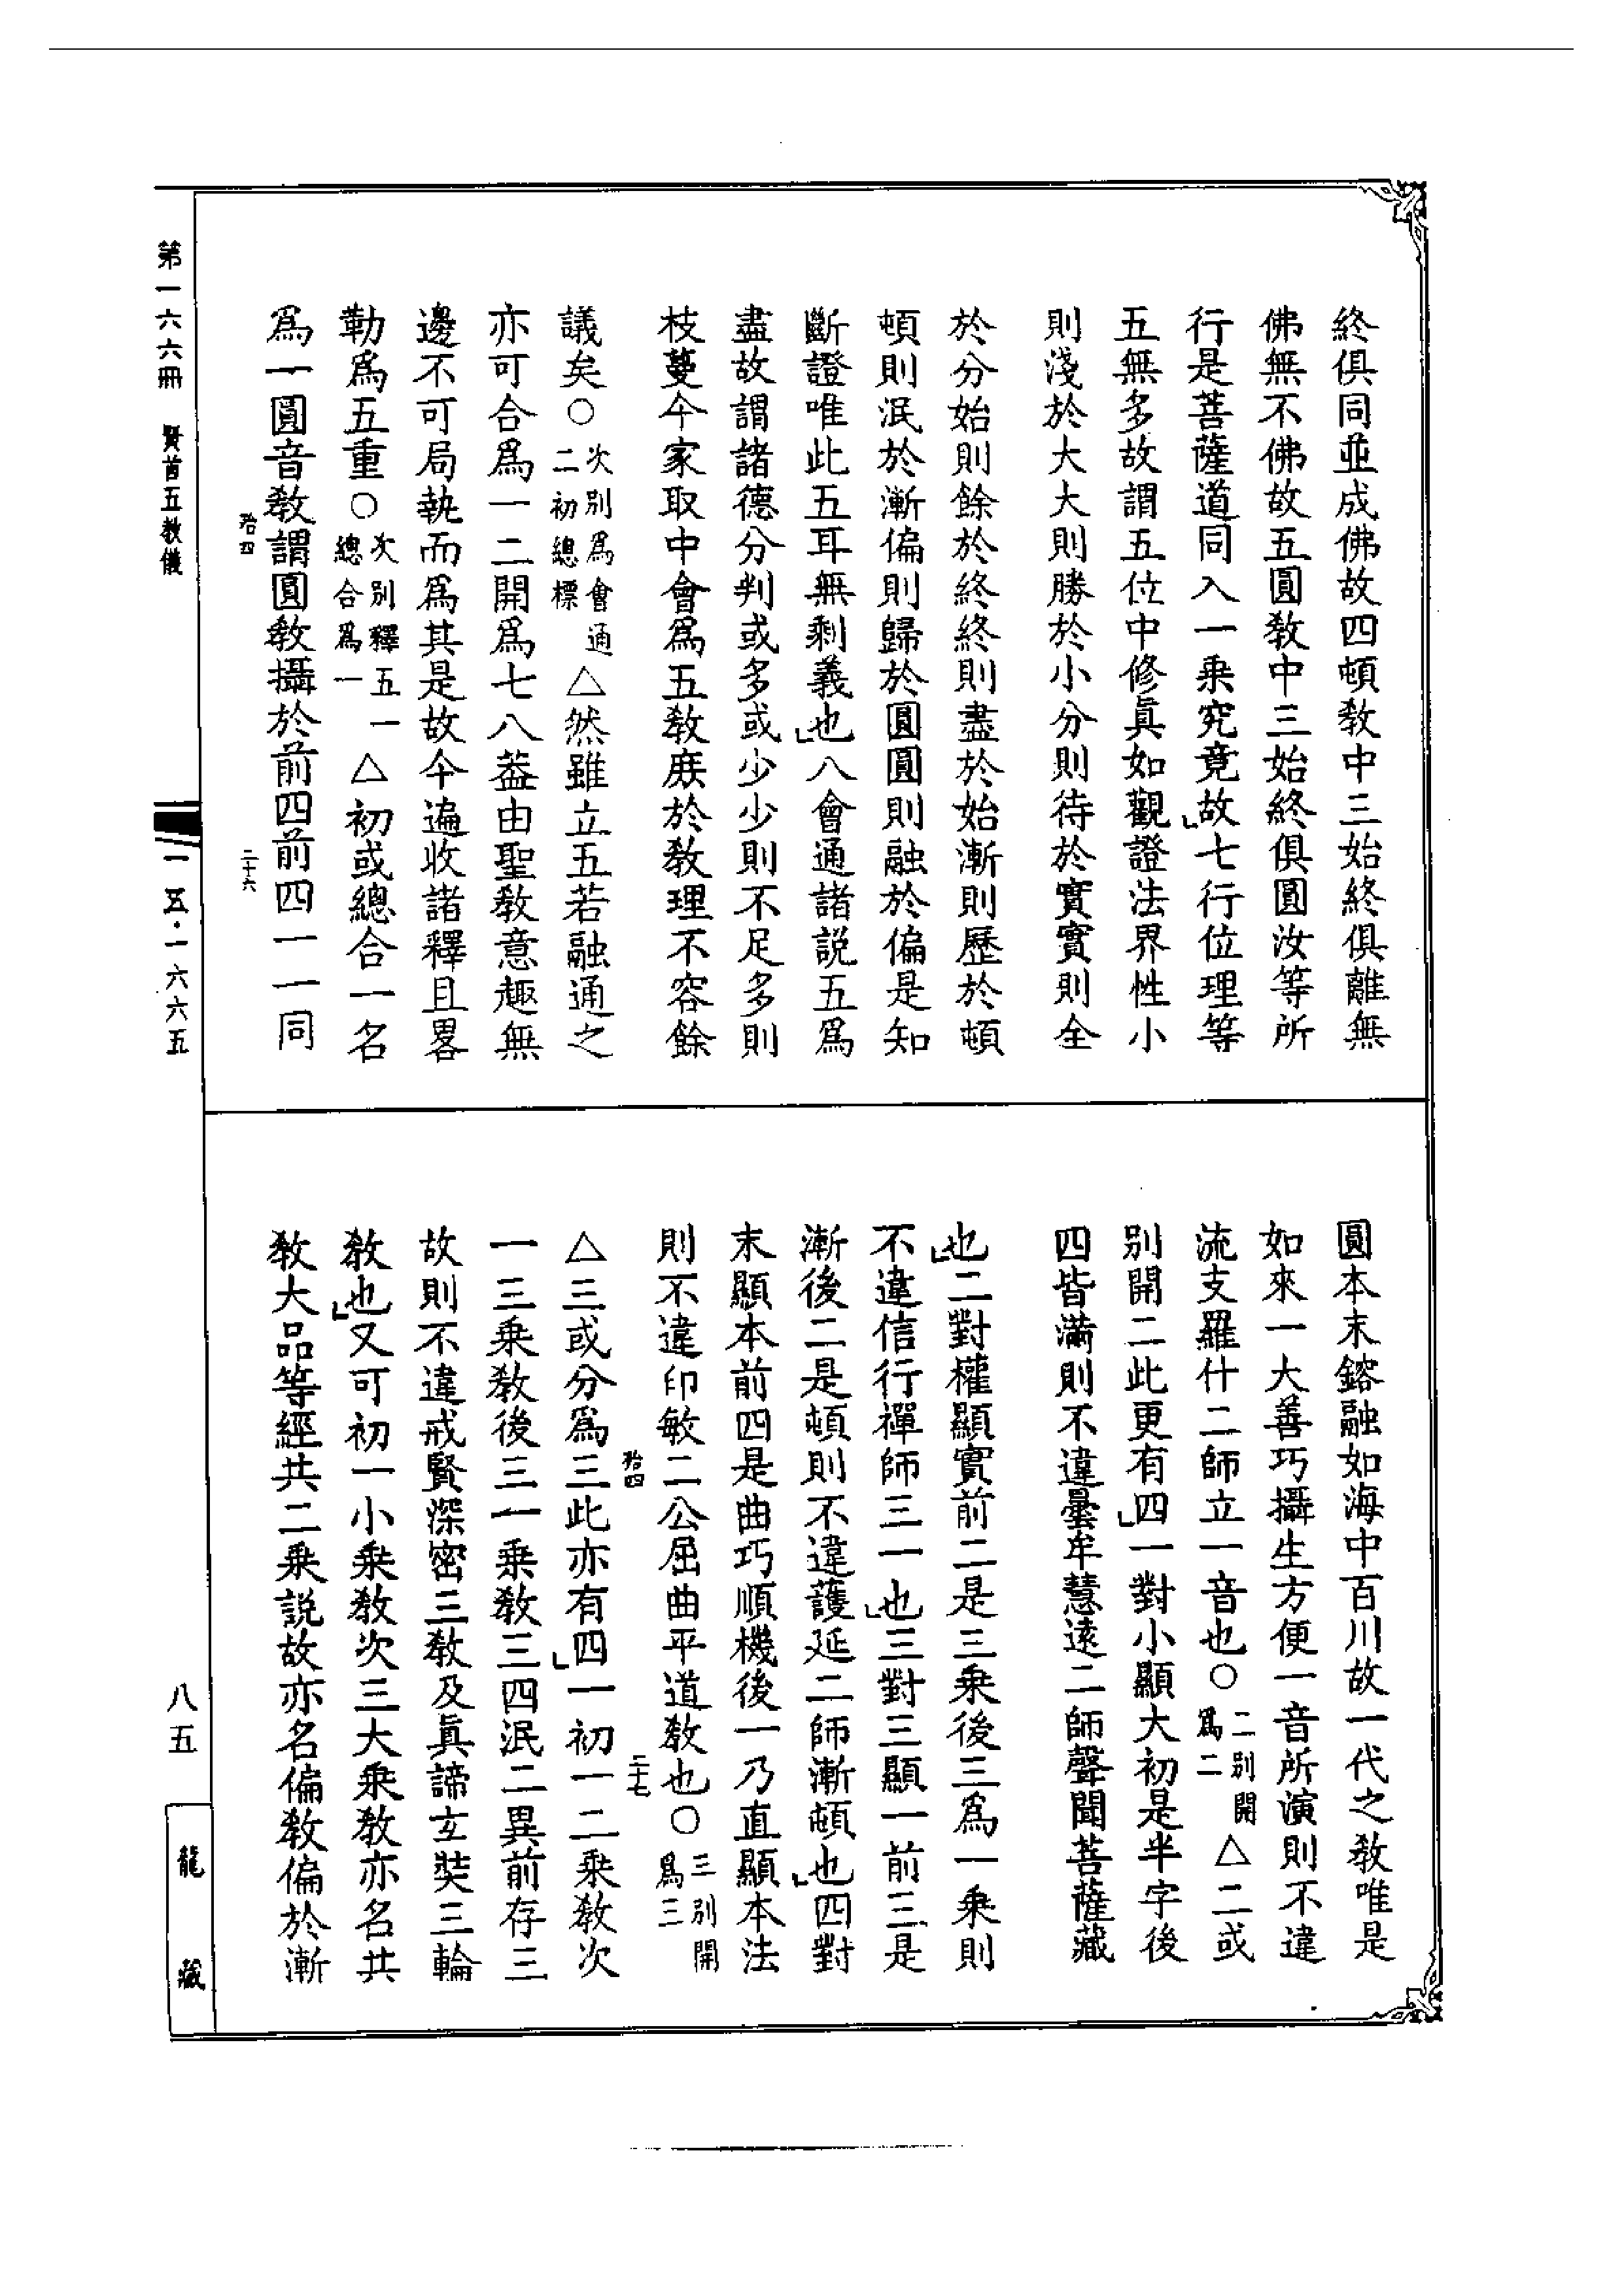 終俱同並成佛故四頓教中三始終俱離無
佛無不佛故五圓教中三始終俱圓汝等所
行是菩薩道同入一乘究竟故七行位理等
五無多故謂五位中修眞如觀證法界性小
則淺於大大則勝於小分則待於實實則全
於分始則餘於終終則盡於始漸則歷於頓
頓則泯於漸偏則歸於圓圓則融於偏是知
斷證唯此五耳無剩義也八會通諸説五爲
盡故謂諸德分判或多或少少則不足多則
枝蔓今家取中會爲五教庶於教理不容餘
議矣○次別爲會通二初總標△然雖立五若融通之
亦可合爲一二開爲七八葢由聖教意趣無
邊不可局執而爲其是故今遍收諸釋且畧
勒爲五重○次別釋五一總合爲一△初或總合一名
爲一圓音教謂圓教攝於前四前四一一同
圓本末鎔融如海中百川故一代之教唯是
如來一大善巧攝生方便一音所演則不違
流支羅什二師立一音也○二別開爲二△二或
別開二此更有四一對小顯大初是半字後
四皆滿則不違曇牟慧遠二師聲聞菩薩藏
也二對權顯實前二是三乘後三爲一乘則
不違信行禪師三一也三對三顯一前三是
漸後二是頓則不違護延二師漸頓也四對
末顯本前四是曲巧順機後一乃直顯本法
則不違印敏二公屈曲平道教也○三別開爲三
△三或分爲三此亦有四一初一二乘教次
一三乘教後三一乘教三四泯二異前存三
故則不違戒賢深密三教及眞諦玄奘三輪
教也又可初一小乘教次三大乘教亦名共
教大品等經共二乘説故亦名偏教偏於漸
第一六六冊 賢首五教儀
一五·一六六五
八五
龍藏
二十六
二十七